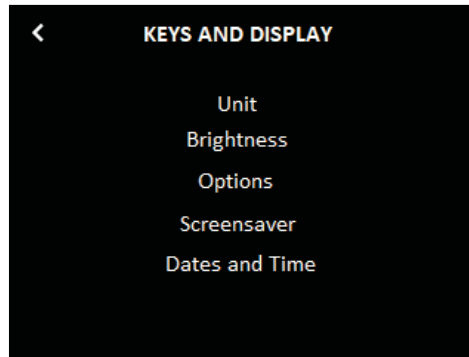 KEYS AND DISPLAY
Unit
Brightness
Options
Screensaver
Dates and Time